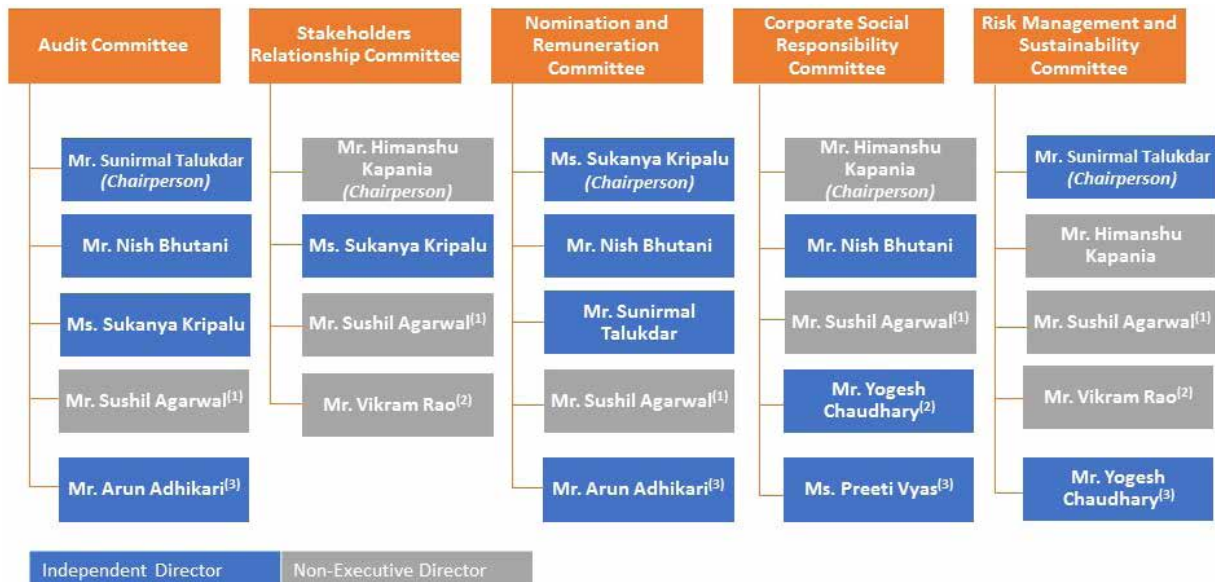 Audit Committee
Stakeholders
Relationship Committee
Nomination and
Remuneration
Committee
Corporate Social
Responsibility
Committee
Risk Management and
Sustainability
Committee
Mr. Sunirmal Talukdar
(Chairperson)
Mr. Nish Bhutani
Ms. Sukanya Kripalu
Mr. Sushil Agarwal(1)
Mr. Arun Adhikari(3)
Mr. Himanshu
Kapania
(Chairperson)
Ms. Sukanya Kripalu
Mr. Sushil Agarwal(1)
Mr. Vikram Rao(2)
Ms. Sukanya Kripalu
(Chairperson)
Mr. Nish Bhutani
Mr. Sunirmal
Talukdar
Mr. Sushil Agarwal(1)
Mr. Arun Adhikari(3)
Mr. Himanshu
Kapania
(Chairperson)
Mr. Nish Bhutani
Mr. Sushil Agarwal(1)
Mr. Yogesh
Chaudhary(2)
Ms. Preeti Vyas(3)
Mr. Sunirmal Talukdar
(Chairperson)
Mr. Himanshu
Kapania
Mr. Sushil Agarwal(1)
Mr. Vikram Rao(2)
Mr. Yogesh
Chaudhary(3)
Independent Director
Non-Executive Director